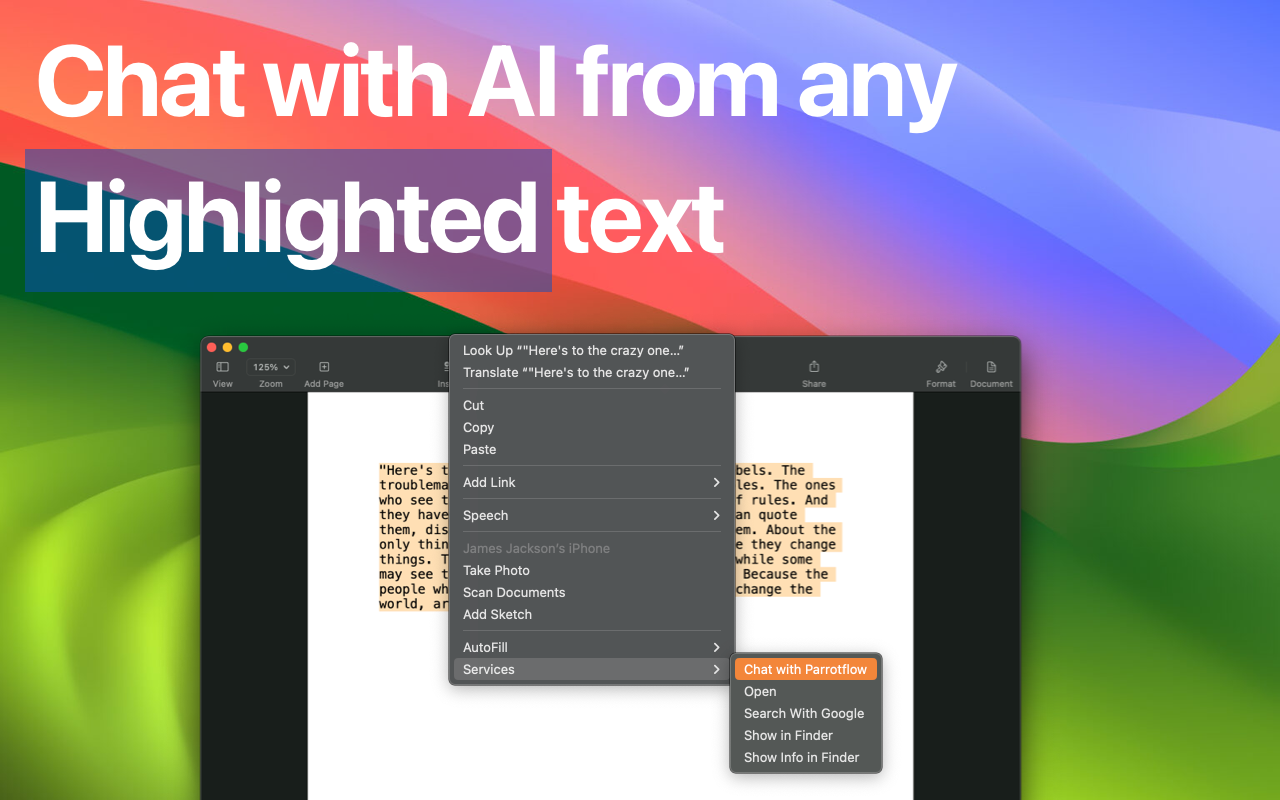 Chat with AI from any
Highlighted text
125%
View
Zoom
Add Page
Ins
Share
Format
Document
Look Up “"Here's to the crazy one…”
Translate “"Here's to the crazy one…”
Cut
Copy
Paste
Add Link
Speech
James Jackson's iPhone
Take Photo
Scan Documents
Add Sketch
AutoFill
Services
Chat with Parrotflow
Open
Search With Google
Show in Finder
Show Info in Finder
"Here's t bels. The
troublema les. The ones
who see t f rules. And
they have an quote
them, dis em. About the
only thin e they change
things. T while some
may see t Because the
people wh change the
world, ar